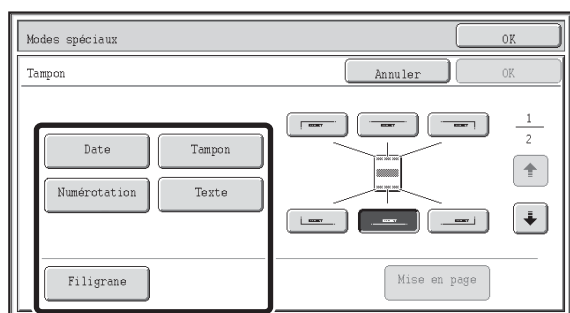 Modes spéciaux OK
Tampon Annuler OK
Date Tampon
Numérotation Texte
Filigrane
Mise en page
1
2